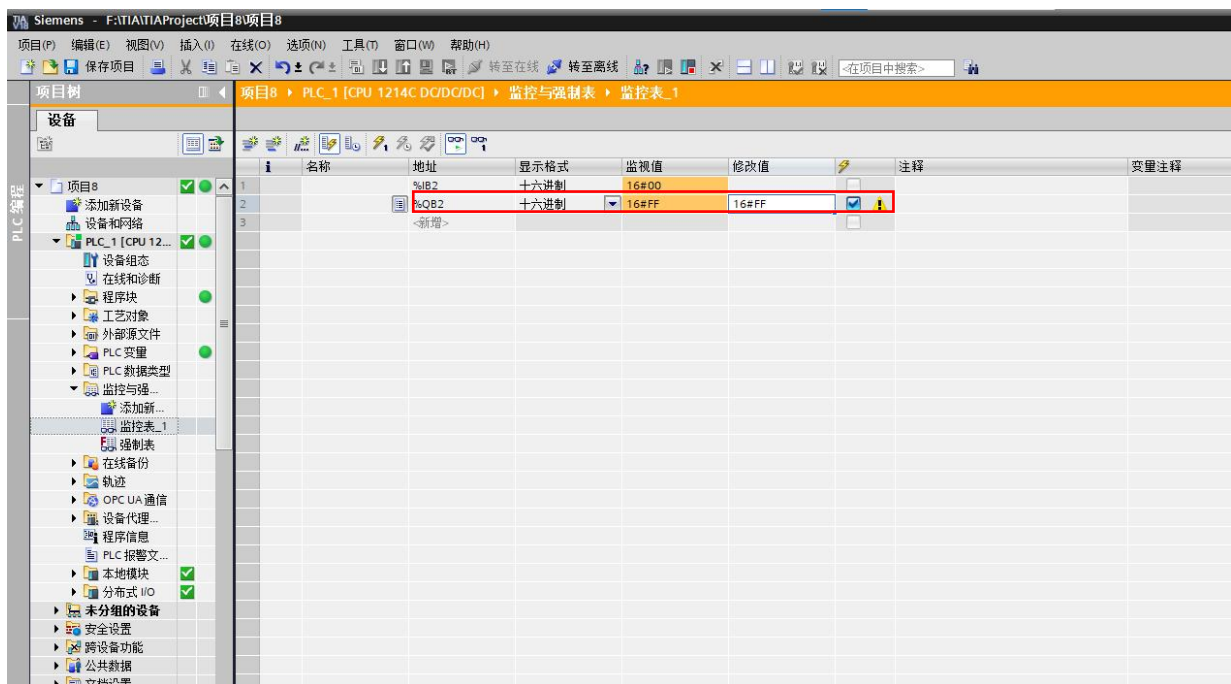 Siemens - F:\TIA\TIAProject\项目8\项目8
项目(P) 编辑(E) 视图(V) 插入(I) 在线(O) 选项(N) 工具(T) 窗口(W) 帮助(H)
保存项目 转至在线 转至离线 <在项目中搜索>
项目树 项目8 PLC_1 [CPU 1214C DC/DC/DC] 监控与强制表 监控表_1
设备
i 名称 地址 显示格式 监视值 修改值 注释 变量注释
PLC 编程
项目8 1 %IB2 十六进制 16#00
添加新设备 2 %QB2 十六进制 16#FF 16#FF
设备和网络 3 <新增>
PLC_1 [CPU 12...
设备组态
在线和诊断
程序块
工艺对象
外部源文件
PLC 变量
PLC 数据类型
监控与强...
添加新...
监控表_1
强制表
在线备份
轨迹
OPC UA 通信
设备代理...
程序信息
PLC 报警文...
本地模块
分布式 I/O
未分组的设备
安全设置
跨设备功能
公共数据
文档设置